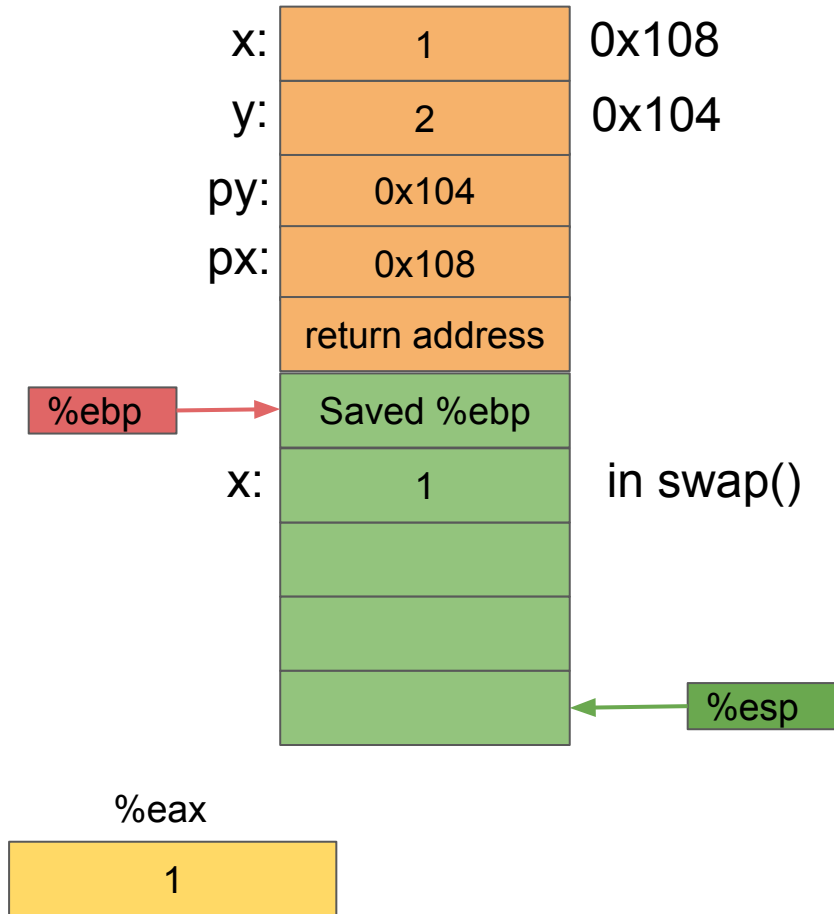 x: 1 0x108
y: 2 0x104
py: 0x104
px: 0x108
return address
%ebp Saved %ebp
x: 1 in swap()
%esp
%eax
1